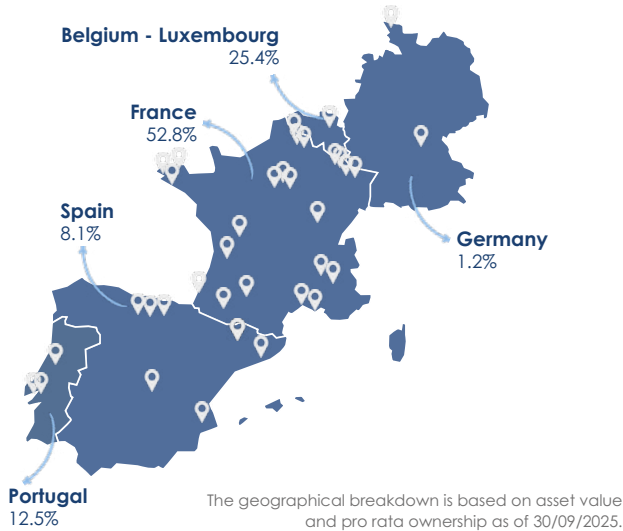 Belgium - Luxembourg
25.4%
France
52.8%
Spain
8.1%
Germany
1.2%
Portugal
12.5%
The geographical breakdown is based on asset value
and pro rata ownership as of 30/09/2025.